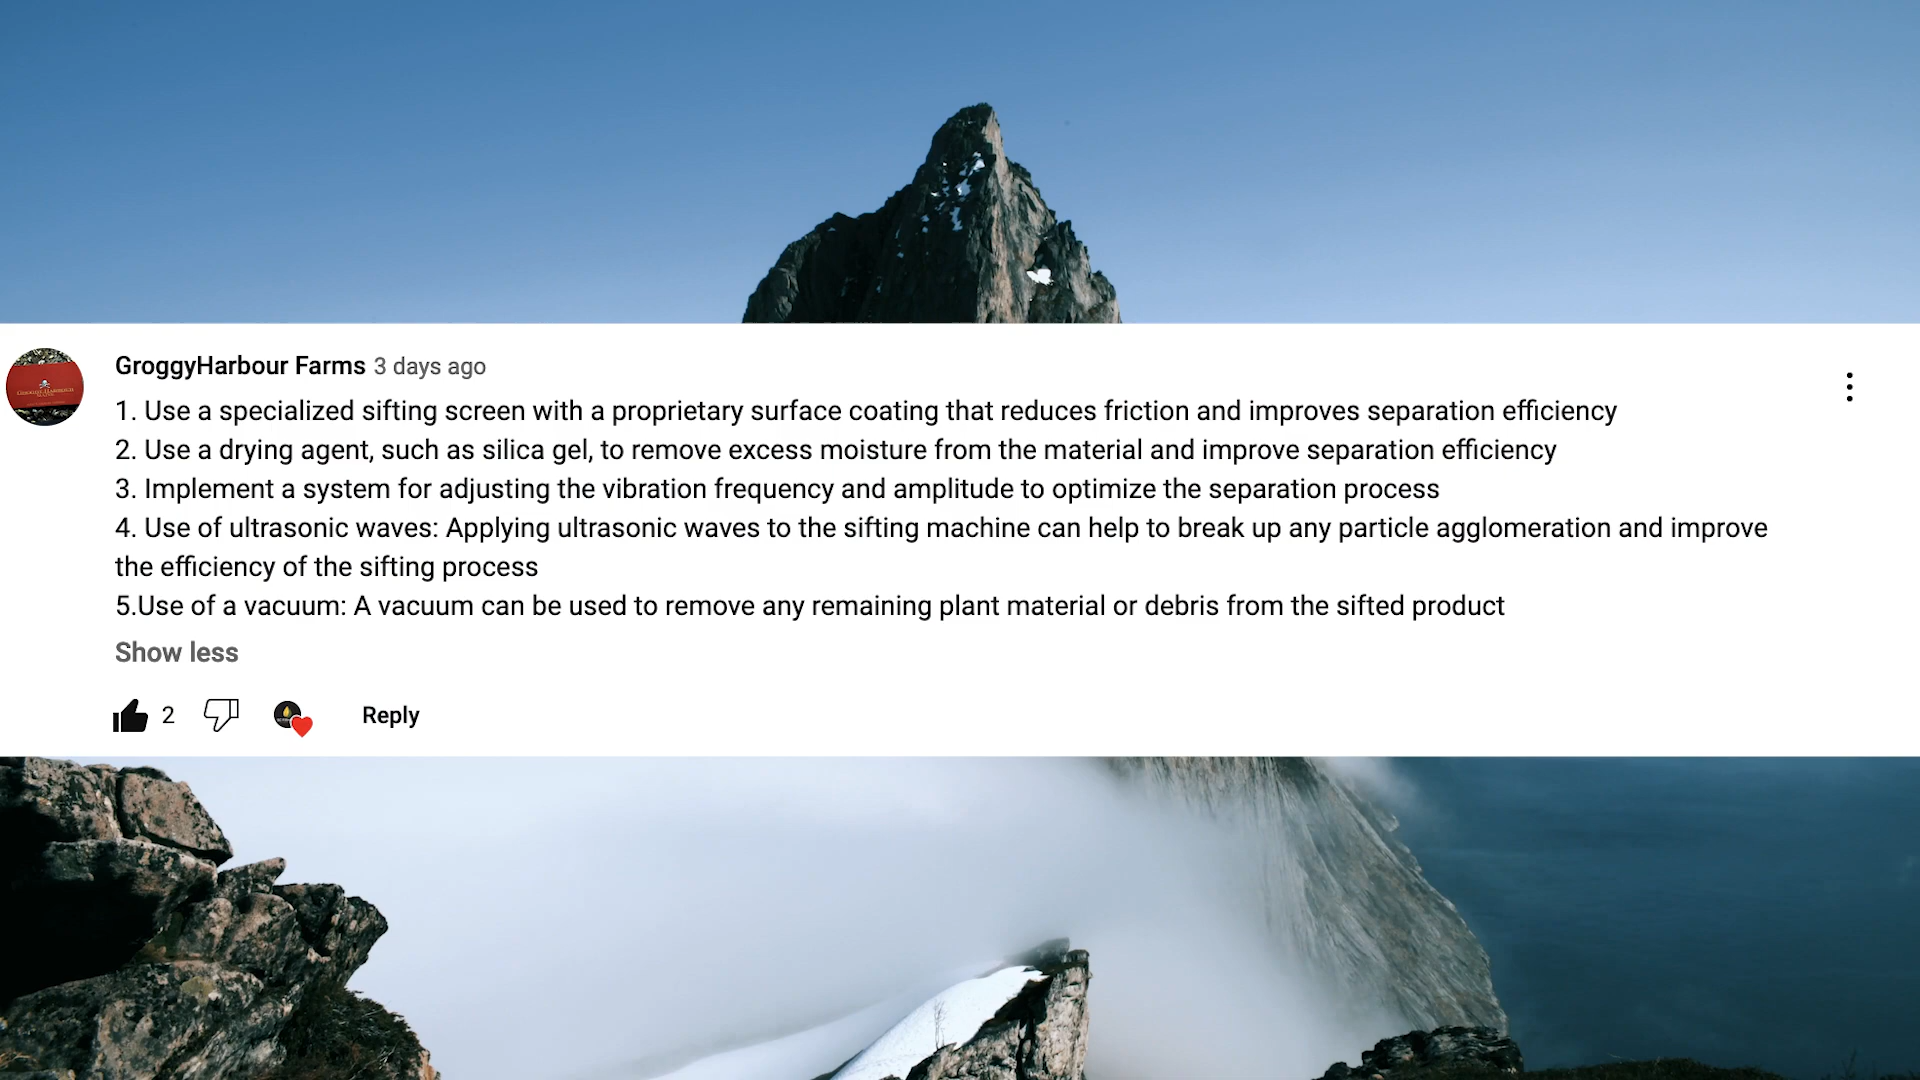 GroggyHarbour Farms 3 days ago
1. Use a specialized sifting screen with a proprietary surface coating that reduces friction and improves separation efficiency
2. Use a drying agent, such as silica gel, to remove excess moisture from the material and improve separation efficiency
3. Implement a system for adjusting the vibration frequency and amplitude to optimize the separation process
4. Use of ultrasonic waves: Applying ultrasonic waves to the sifting machine can help to break up any particle agglomeration and improve
the efficiency of the sifting process
5.Use of a vacuum: A vacuum can be used to remove any remaining plant material or debris from the sifted product
Show less
2 Reply